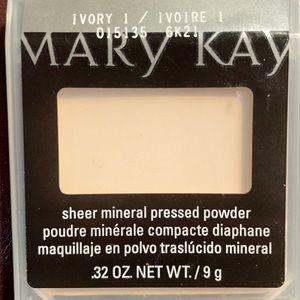 IVORY 1 / IVOIRE 1
015135 6K21
MARY KAY
sheer mineral pressed powder
poudre minérale compacte diaphane
maquillaje en polvo traslúcido mineral
.32 OZ. NET WT. / 9 g